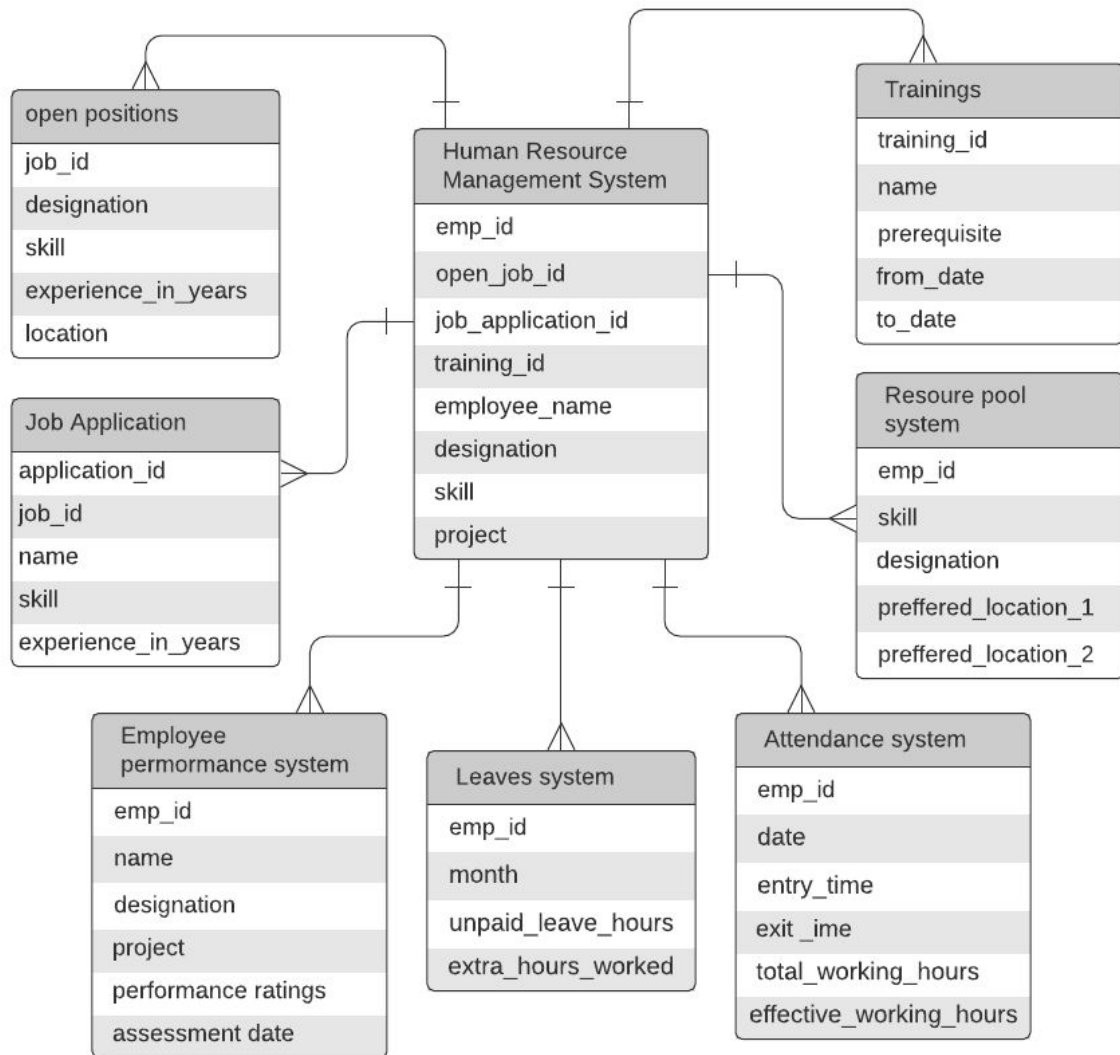 open positions
job_id
designation
skill
experience_in_years
location
Human Resource
Management System
emp_id
open_job_id
job_application_id
training_id
employee_name
designation
skill
project
Trainings
training_id
name
prerequisite
from_date
to_date
Job Application
application_id
job_id
name
skill
experience_in_years
Resoure pool
system
emp_id
skill
designation
preffered_location_1
preffered_location_2
Employee
permormance system
emp_id
name
designation
project
performance ratings
assessment date
Leaves system
emp_id
month
unpaid_leave_hours
extra_hours_worked
Attendance system
emp_id
date
entry_time
exit _ime
total_working_hours
effective_working_hours